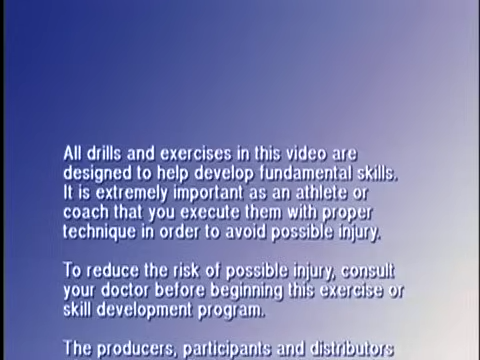 All drills and exercises in this video are
designed to help develop fundamental skills.
It is extremely important as an athlete or
coach that you execute them with proper
technique in order to avoid possible injury.
To reduce the risk of possible injury, consult
your doctor before beginning this exercise or
skill development program.
The producers, participants and distributors